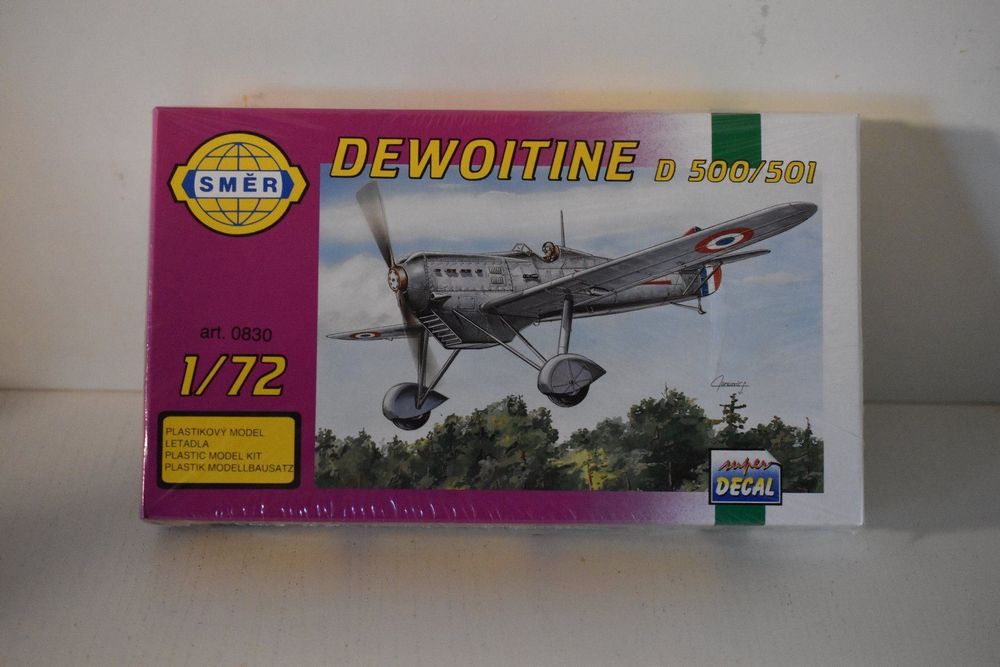 SMĚR
DEWOITINE D 500/501
art. 0830
1/72
PLASTIKOVÝ MODEL
LETADLA
PLASTIC MODEL KIT
PLASTIK MODELLBAUSATZ
super
DECAL